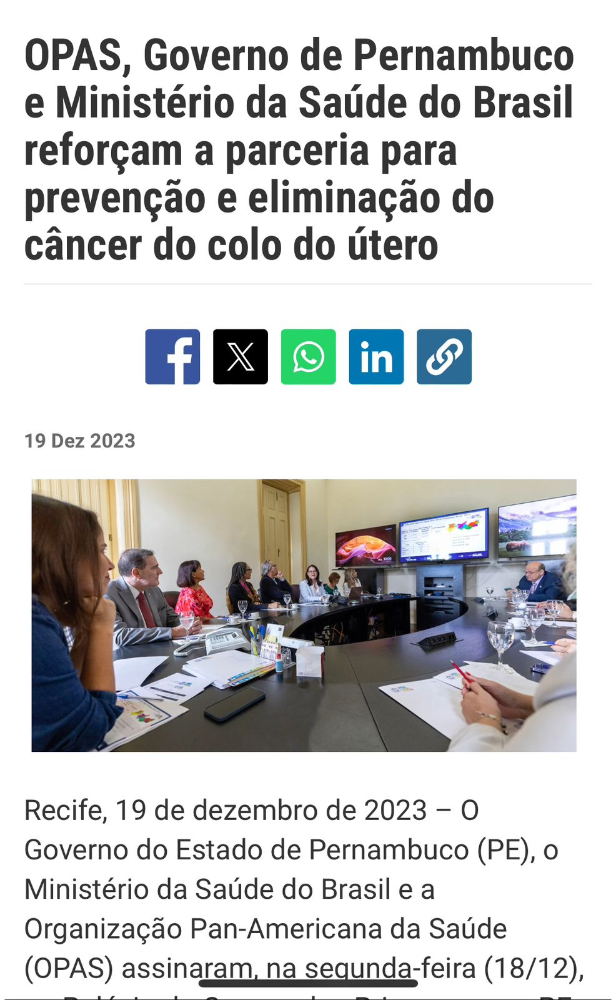 OPAS, Governo de Pernambuco
e Ministério da Saúde do Brasil
reforçam a parceria para
prevenção e eliminação do
câncer do colo do útero
19 Dez 2023
Recife, 19 de dezembro de 2023 – O
Governo do Estado de Pernambuco (PE), o
Ministério da Saúde do Brasil e a
Organização Pan-Americana da Saúde
(OPAS) assinaram, na segunda-feira (18/12),